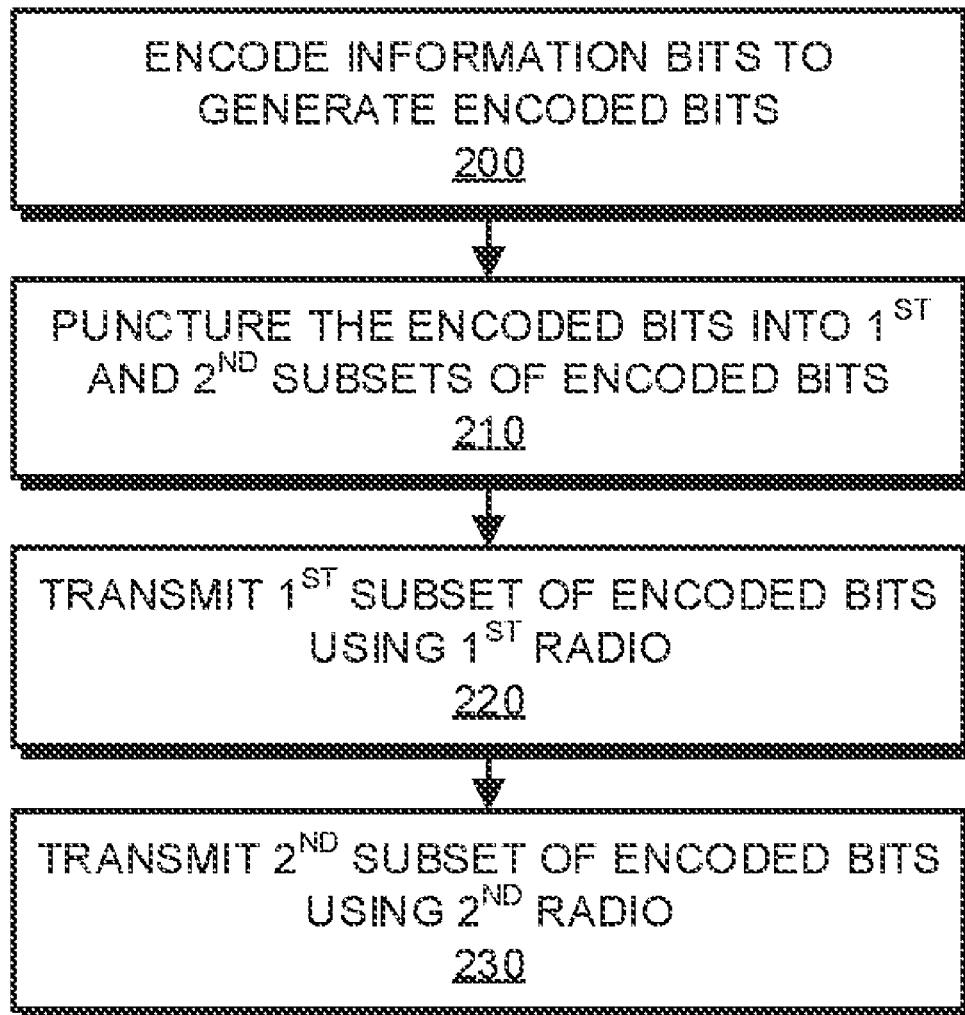 ENCODE INFORMATION BITS TO
GENERATE ENCODED BITS
200
PUNCTURE THE ENCODED BITS INTO 1ST
AND 2ND SUBSETS OF ENCODED BITS
210
TRANSMIT 1ST SUBSET OF ENCODED BITS
USING 1ST RADIO
220
TRANSMIT 2ND SUBSET OF ENCODED BITS
USING 2ND RADIO
230